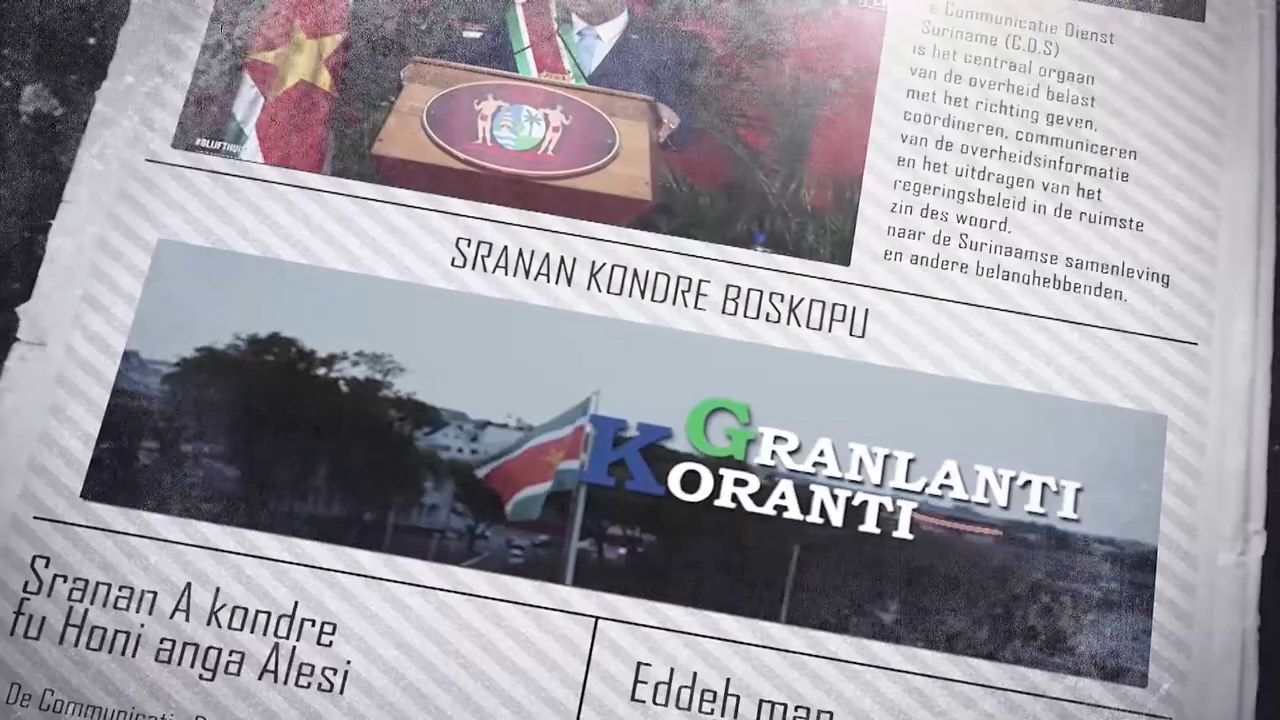 e Communicatie Dienst
Suriname (C.D.S)
is het centraal orgaan
van de overheid belast
met het richting geven,
coördineren, communiceren
van de overheidsinformatie
en het uitdragen van het
regeringsbeleid in de ruimste
zin des woord.
naar de Surinaamse samenleving
en andere belanghebbenden.
SRANAN KONDRE BOSKOPU
GRANLANTI
KORANTI
Sranan A kondre
fu Honi anga Alesi
De
Eddeh man